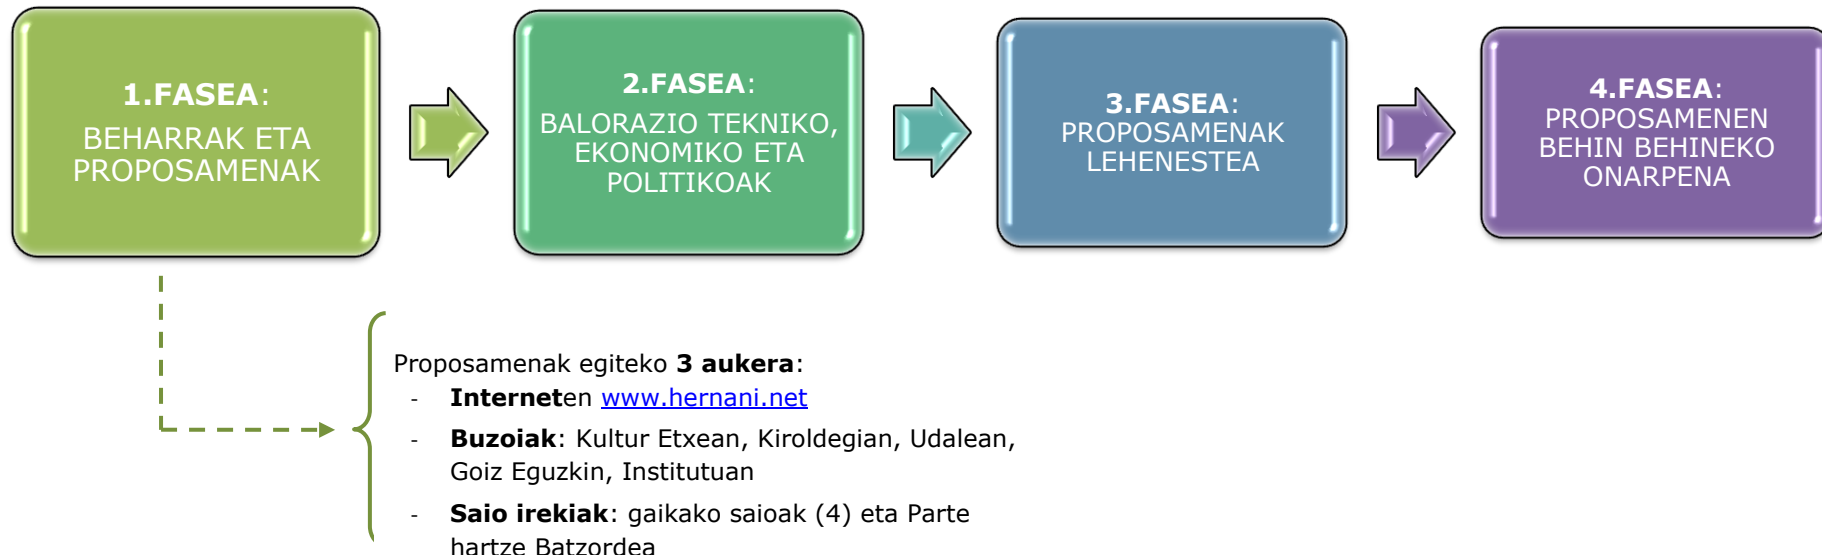 1.FASEA:
BEHARRAK ETA
PROPOSAMENAK
2.FASEA:
BALORAZIO TEKNIKO,
EKONOMIKO ETA
POLITIKOAK
3.FASEA:
PROPOSAMENAK
LEHENESTEA
4.FASEA:
PROPOSAMENEN
BEHIN BEHINEKO
ONARPENA
Proposamenak egiteko 3 aukera:
- Interneten www.hernani.net
- Buzoiak: Kultur Etxean, Kiroldegian, Udalean,
Goiz Eguzkin, Institutuan
- Saio irekiak: gaikako saioak (4) eta Parte
hartze Batzordea